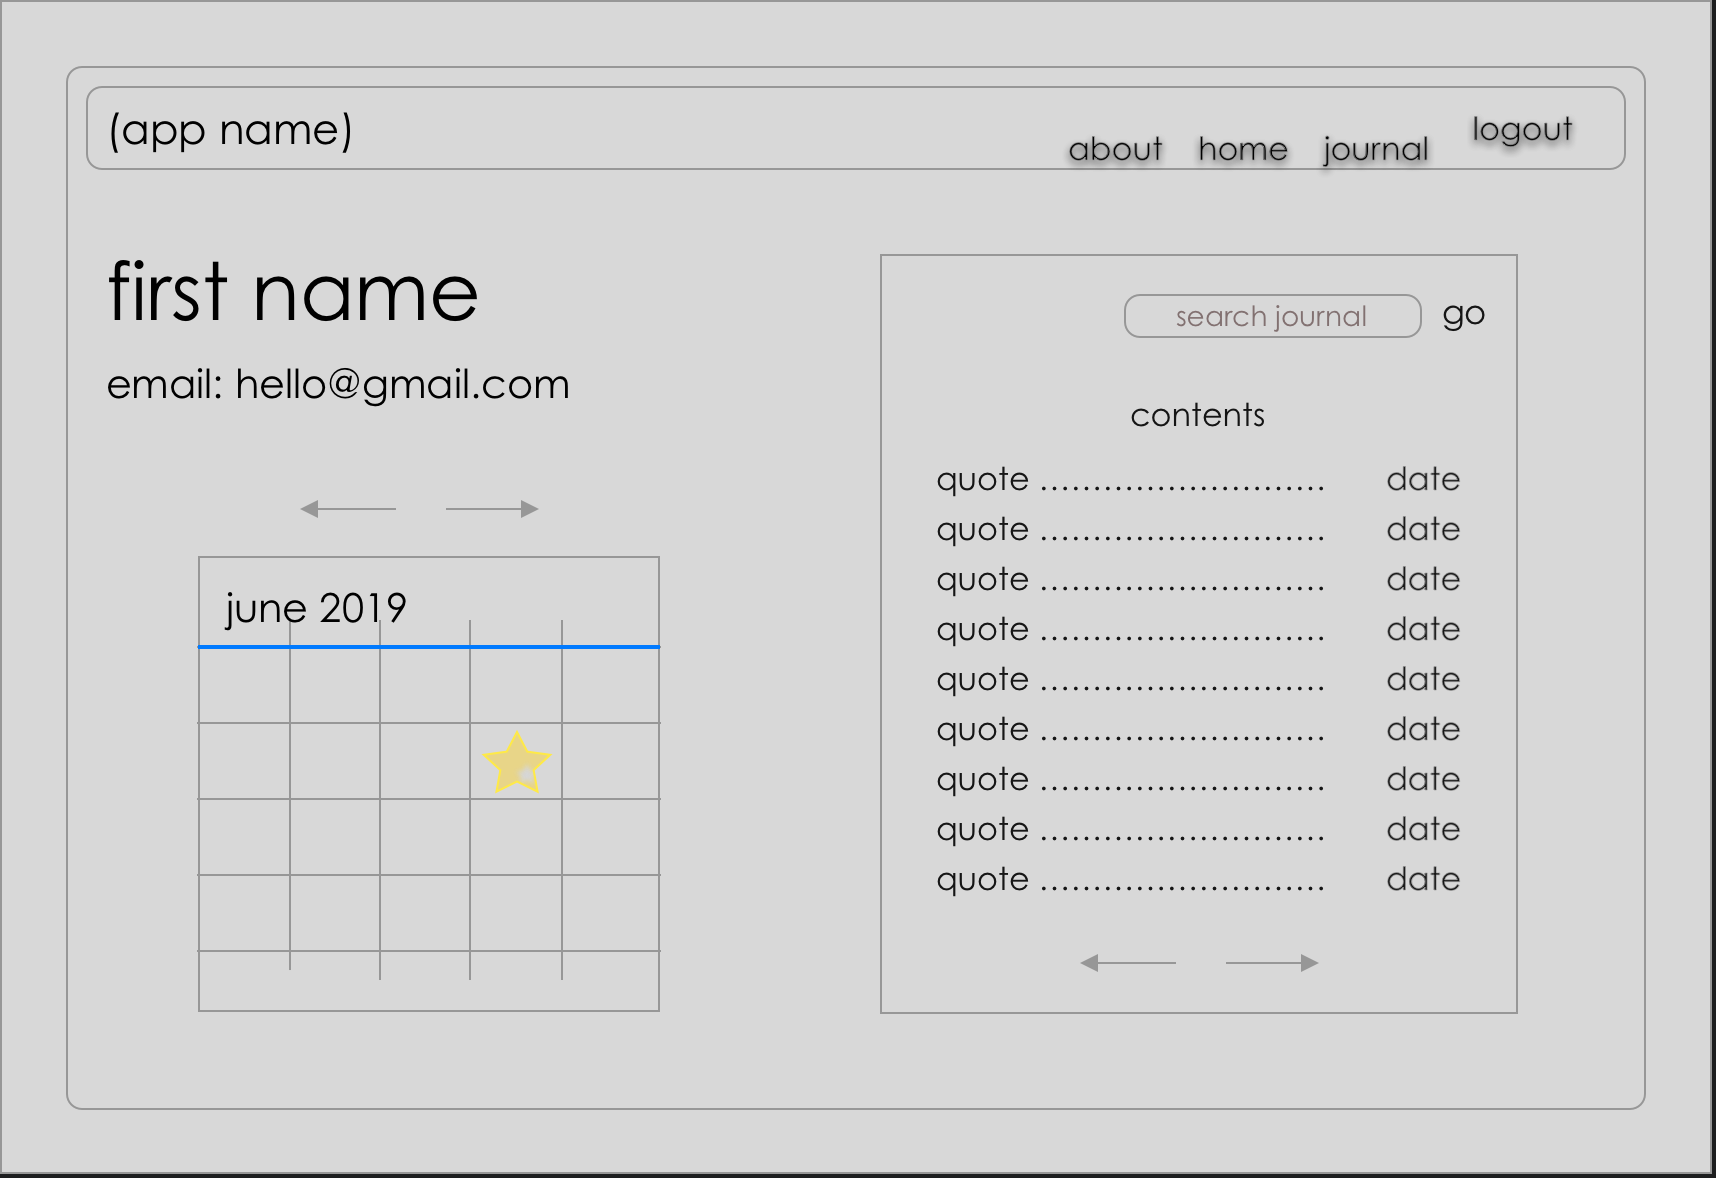 (app name)
about home journal logout
first name
email: hello@gmail.com
june 2019
search journal go
contents
quote ........................... date
quote ........................... date
quote ........................... date
quote ........................... date
quote ........................... date
quote ........................... date
quote ........................... date
quote ........................... date
quote ........................... date